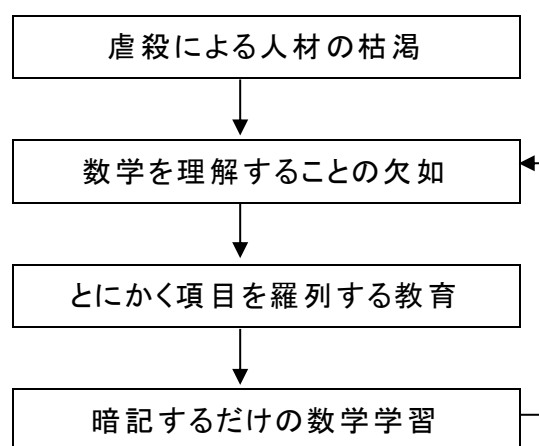 虐殺による人材の枯渇
数学を理解することの欠如
とにかく項目を羅列する教育
暗記するだけの数学学習